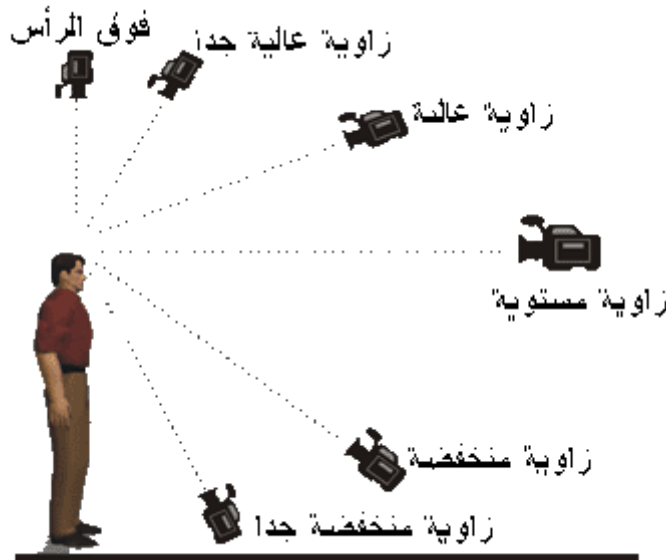 فوق الرأس
زاوية عالية جدا
زاوية عالية
زاوية مستوية
زاوية منخفضة
زاوية منخفضة جدا